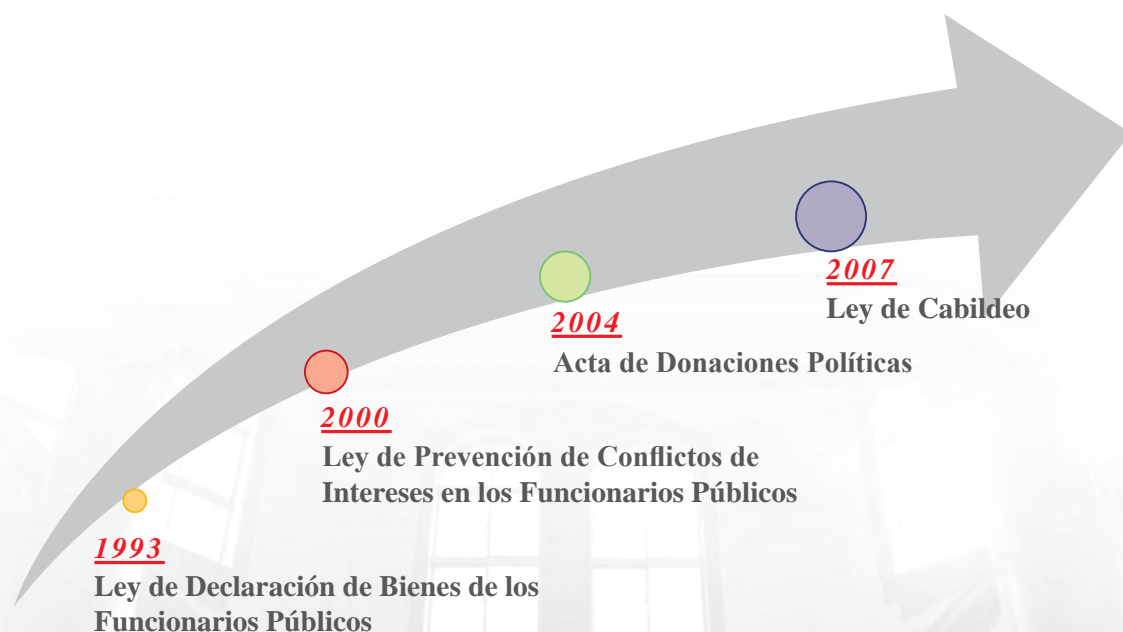 2007
Ley de Cabildeo
2004
Acta de Donaciones Políticas
2000
Ley de Prevención de Conflictos de
Intereses en los Funcionarios Públicos
1993
Ley de Declaración de Bienes de los
Funcionarios Públicos